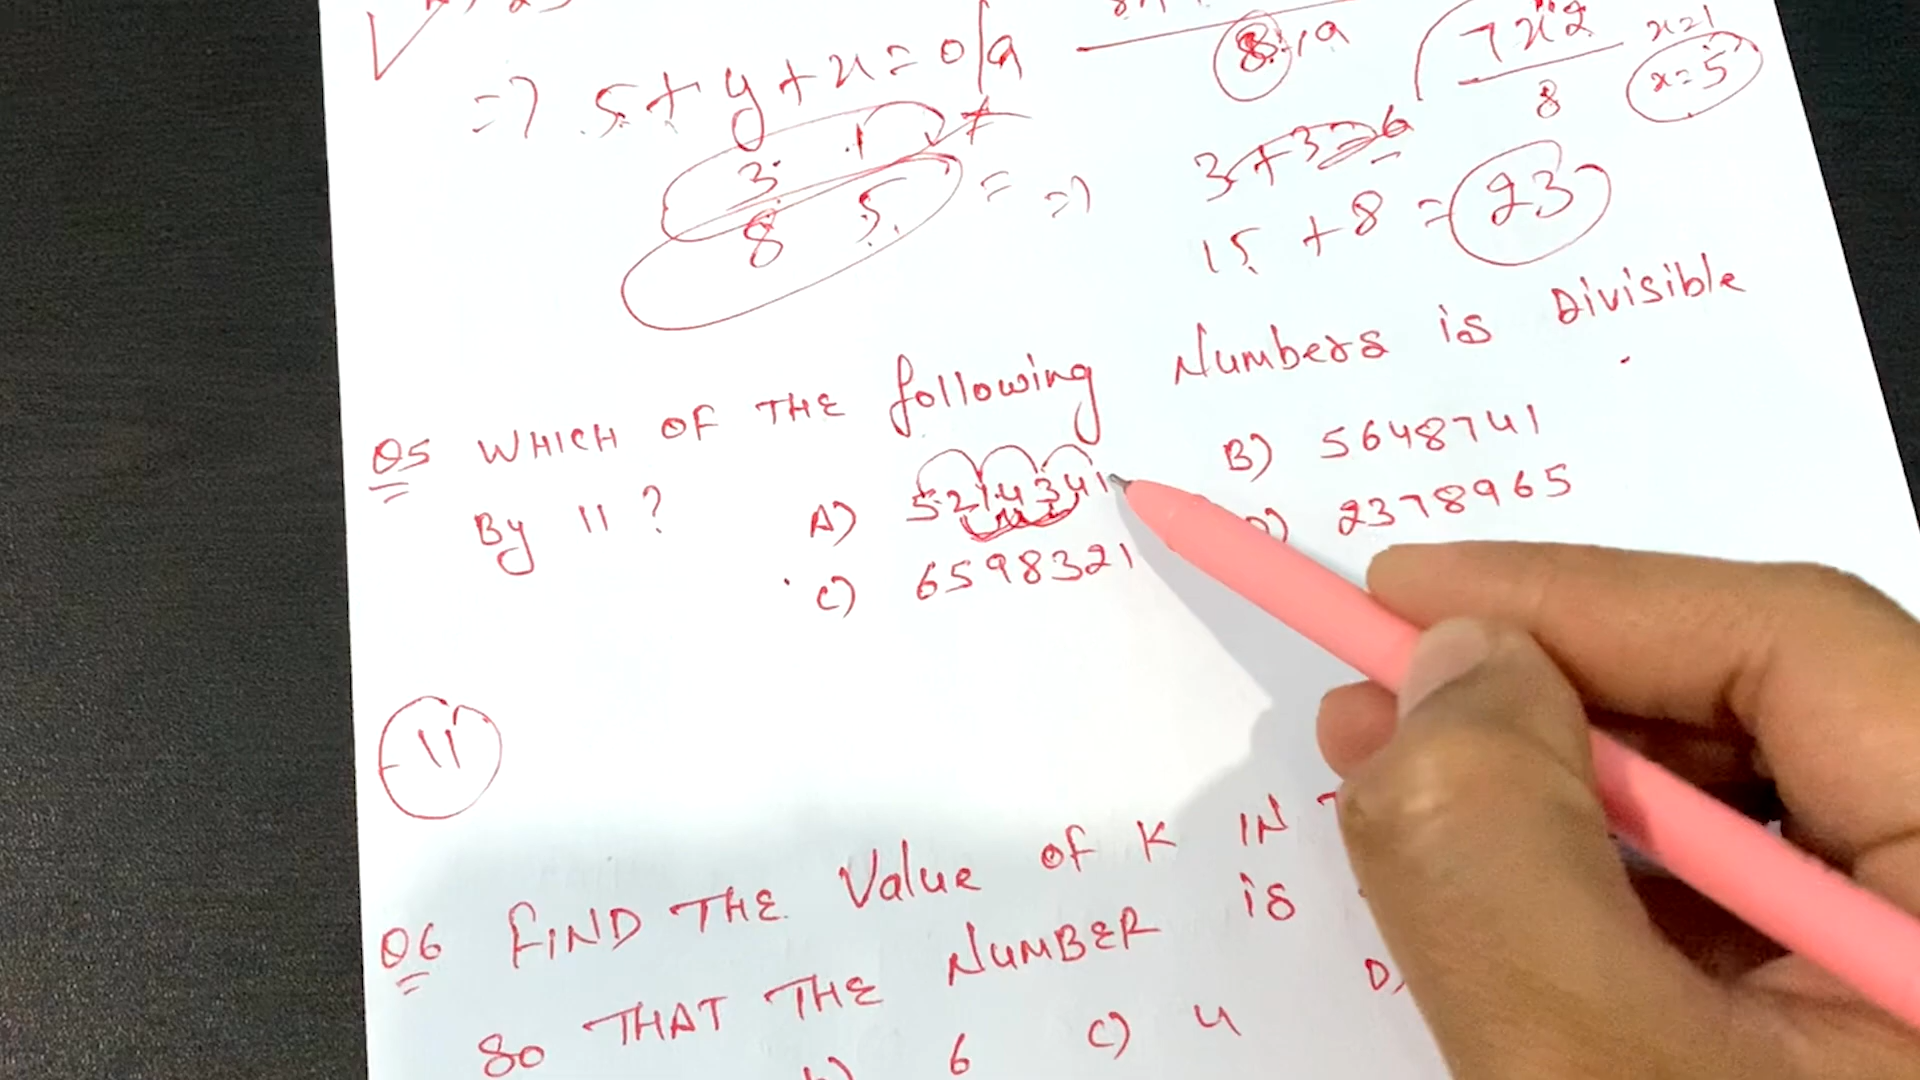 => 5+y+x=0/9
8
7x2
x=1
8
x=5
3 1
8 5 = =>
3+3=6
15+8=23
Q5 WHICH OF THE following Numbers is Divisible
By 11 ? A) 5214341 B) 5648741
C) 6598321 D) 2378965
11
Q6 FIND THE Value of K IN
so THAT THE NUMBER is
6 C) 4 D)